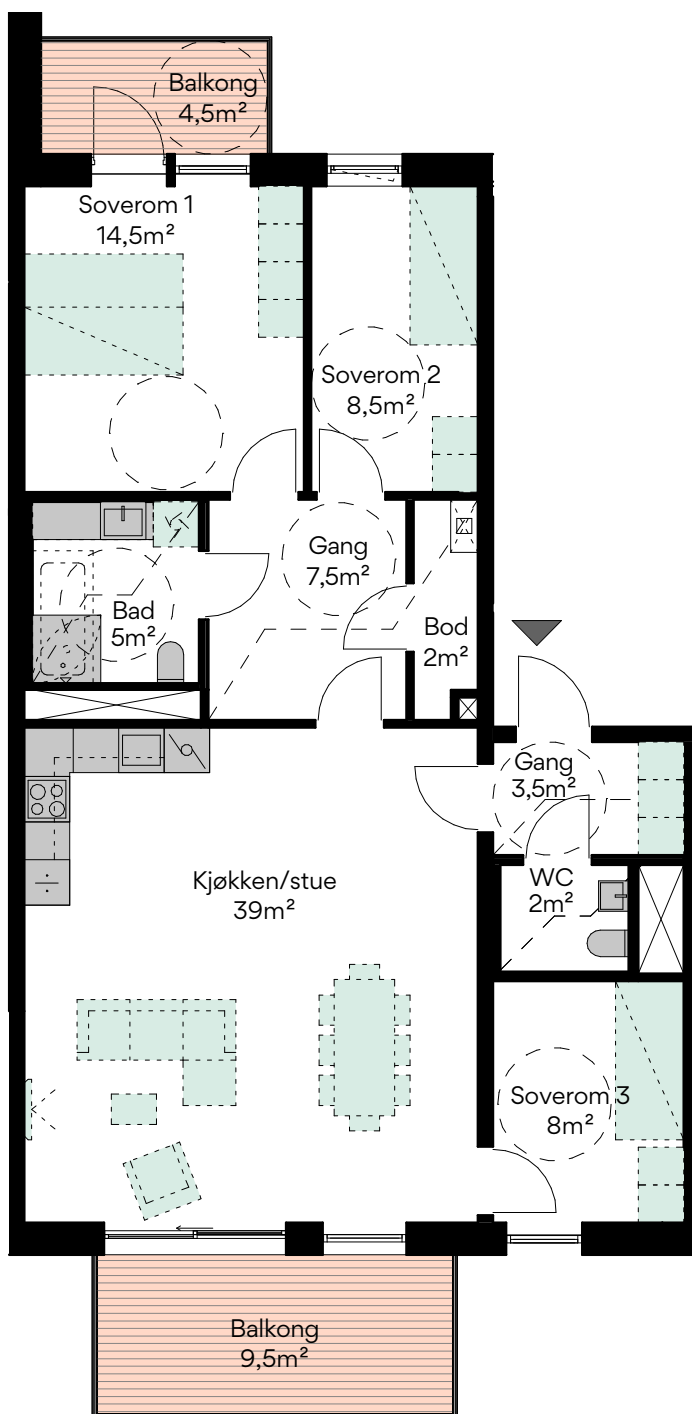 Balkong
4,5m²
Soverom 1
14,5m²
Soverom 2
8,5m²
Gang
7,5m²
Bad
5m²
Bod
2m²
Gang
3,5m²
WC
2m²
Kjøkken/stue
39m²
Soverom 3
8m²
Balkong
9,5m²